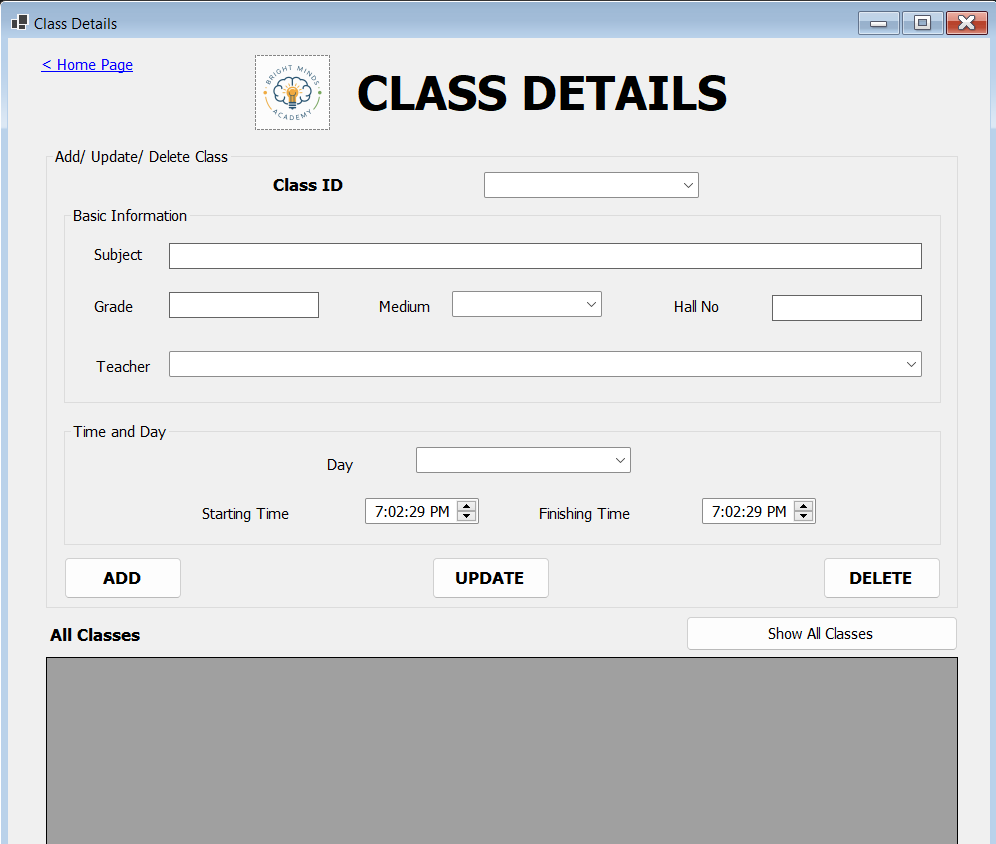 Class Details
< Home Page
BRIGHT MINDS
ACADEMY
CLASS DETAILS
Add/ Update/ Delete Class
Class ID
Basic Information
Subject
Grade Medium Hall No
Teacher
Time and Day
Day
Starting Time 7:02:29 PM Finishing Time 7:02:29 PM
ADD UPDATE DELETE
All Classes Show All Classes